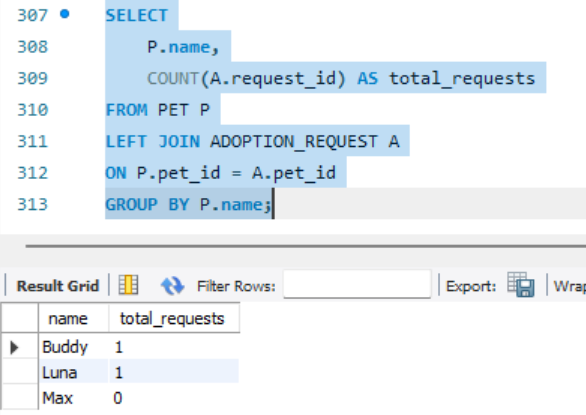 307 SELECT
308 P.name,
309 COUNT(A.request_id) AS total_requests
310 FROM PET P
311 LEFT JOIN ADOPTION_REQUEST A
312 ON P.pet_id = A.pet_id
313 GROUP BY P.name;
Result Grid Filter Rows: Export: Wrap
name total_requests
Buddy 1
Luna 1
Max 0